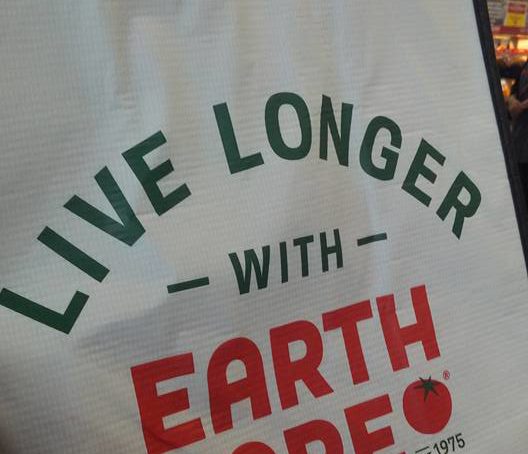 LIVE LONGER
— WITH —
EARTH
®
— 1975